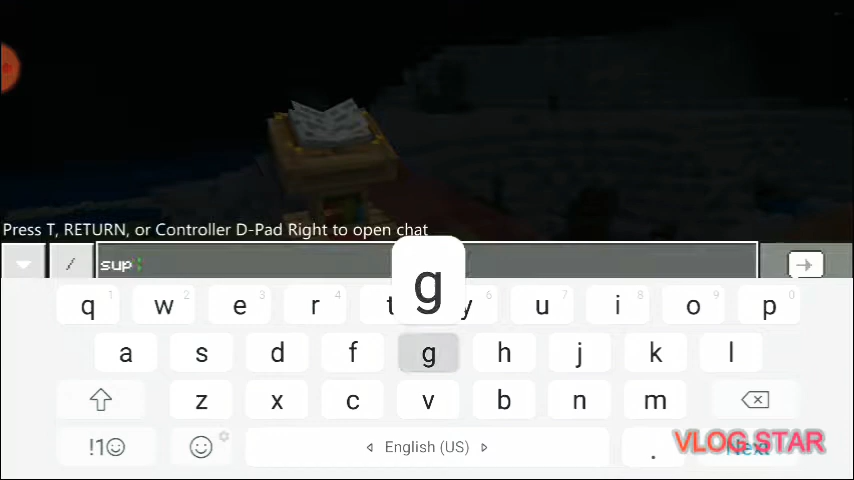 Press T, RETURN, or Controller D-Pad Right to open chat
/ sup
g
q 1 w 2 e 3 r 4 t y 6 u 7 i 8 o 9 p 0
a s d f g h j k l
z x c v b n m
!1 English (US) . Next
VLOG STAR